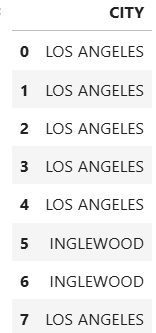 CITY
0 LOS ANGELES
1 LOS ANGELES
2 LOS ANGELES
3 LOS ANGELES
4 LOS ANGELES
5 INGLEWOOD
6 INGLEWOOD
7 LOS ANGELES